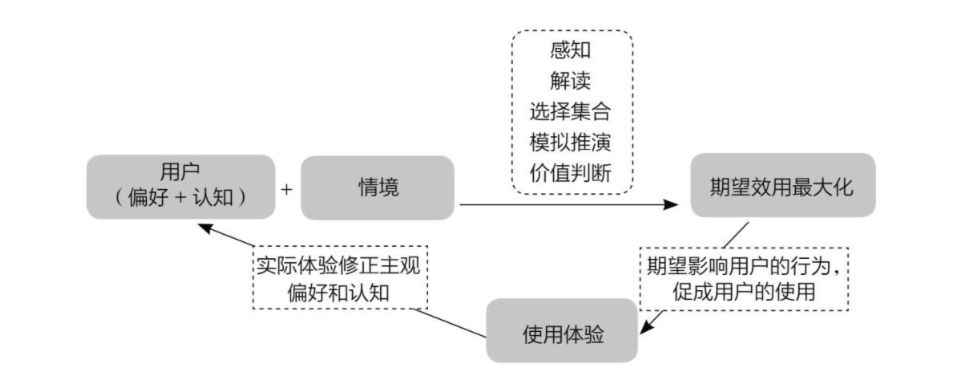 感知
解读
选择集合
模拟推演
价值判断
用户
（偏好 + 认知）
+
情境
期望效用最大化
期望影响用户的行为，
促成用户的使用
使用体验
实际体验修正主观
偏好和认知